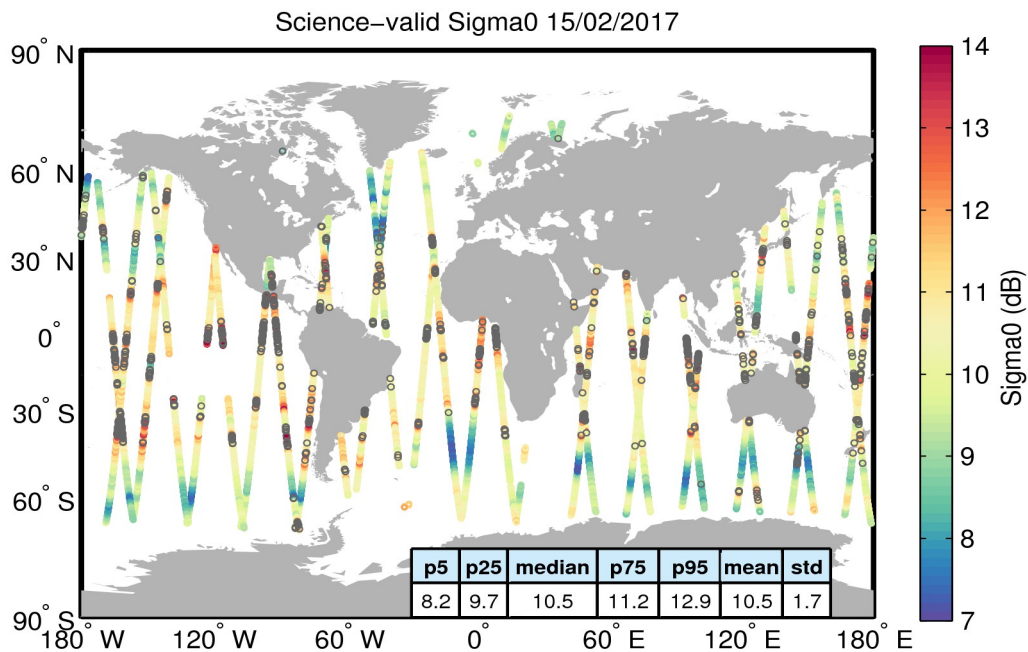 Science−valid Sigma0 15/02/2017
90° N
60° N
30° N
0°
30° S
60° S
90° S
180° W
120° W
60° W
0°
60° E
120° E
180° E
p5 p25 median p75 p95 mean std
8.2 9.7 10.5 11.2 12.9 10.5 1.7
14
13
12
11
10
9
8
7
Sigma0 (dB)